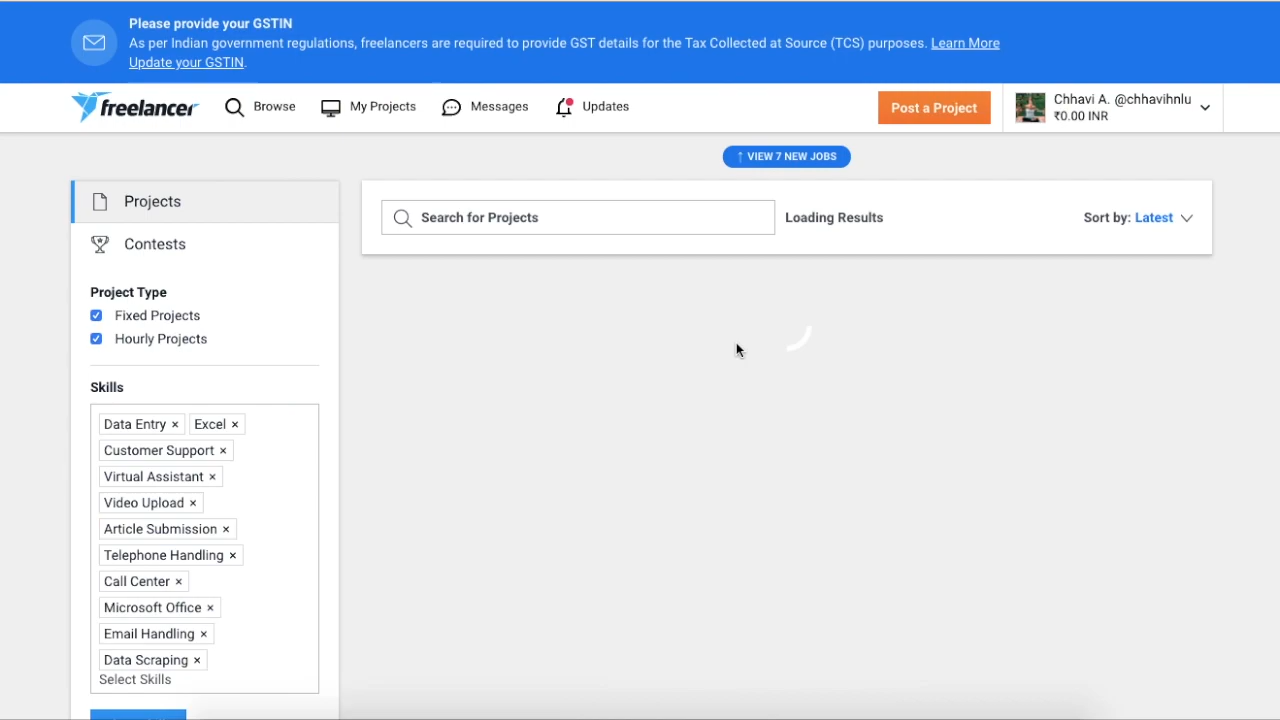 Please provide your GSTIN
As per Indian government regulations, freelancers are required to provide GST details for the Tax Collected at Source (TCS) purposes. Learn More
Update your GSTIN.
freelancer
Browse
My Projects
Messages
Updates
Post a Project
Chhavi A. @chhavihnlu
₹0.00 INR
↑ VIEW 7 NEW JOBS
Projects
Contests
Search for Projects
Loading Results
Sort by: Latest
Project Type
Fixed Projects
Hourly Projects
Skills
Data Entry × Excel ×
Customer Support ×
Virtual Assistant ×
Video Upload ×
Article Submission ×
Telephone Handling ×
Call Center ×
Microsoft Office ×
Email Handling ×
Data Scraping ×
Select Skills